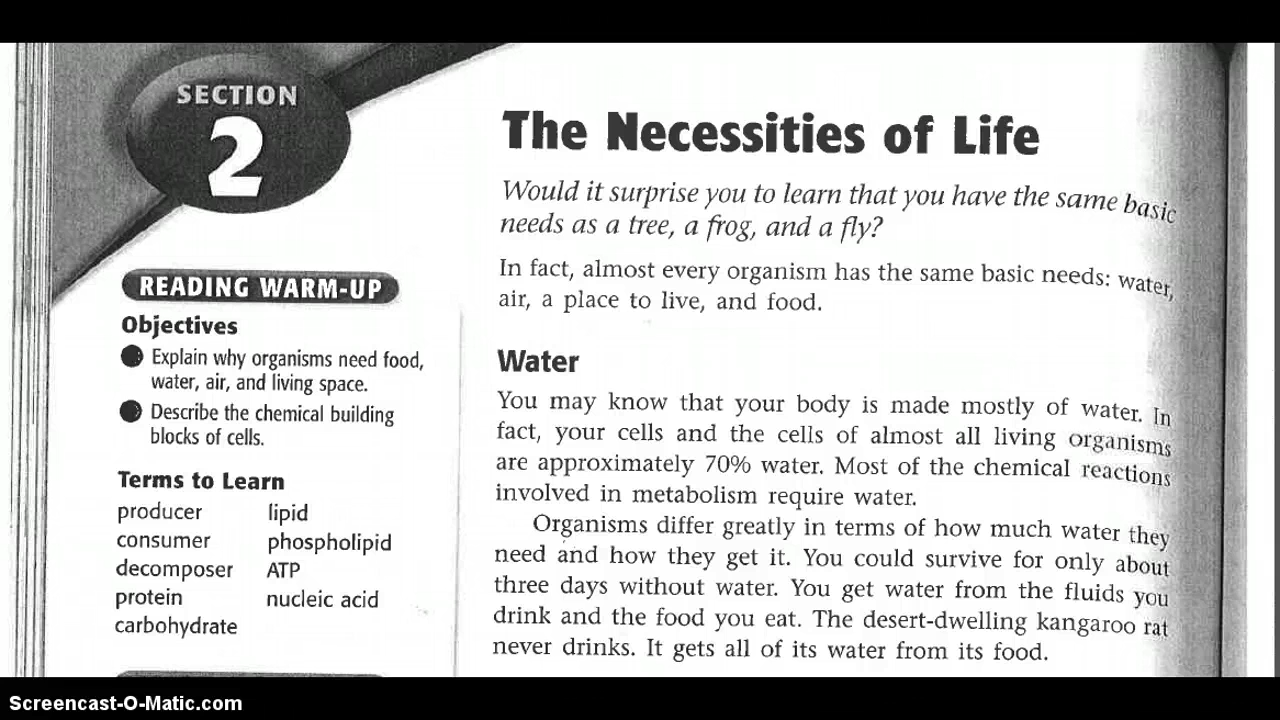 SECTION
2
The Necessities of Life
Would it surprise you to learn that you have the same basic
needs as a tree, a frog, and a fly?
In fact, almost every organism has the same basic needs: water,
air, a place to live, and food.
Water
You may know that your body is made mostly of water. In
fact, your cells and the cells of almost all living organisms
are approximately 70% water. Most of the chemical reactions
involved in metabolism require water.
Organisms differ greatly in terms of how much water they
need and how they get it. You could survive for only about
three days without water. You get water from the fluids you
drink and the food you eat. The desert-dwelling kangaroo rat
never drinks. It gets all of its water from its food.
READING WARM-UP
Objectives
Explain why organisms need food,
water, air, and living space.
Describe the chemical building
blocks of cells.
Terms to Learn
producer lipid
consumer phospholipid
decomposer ATP
protein nucleic acid
carbohydrate
Screencast-O-Matic.com